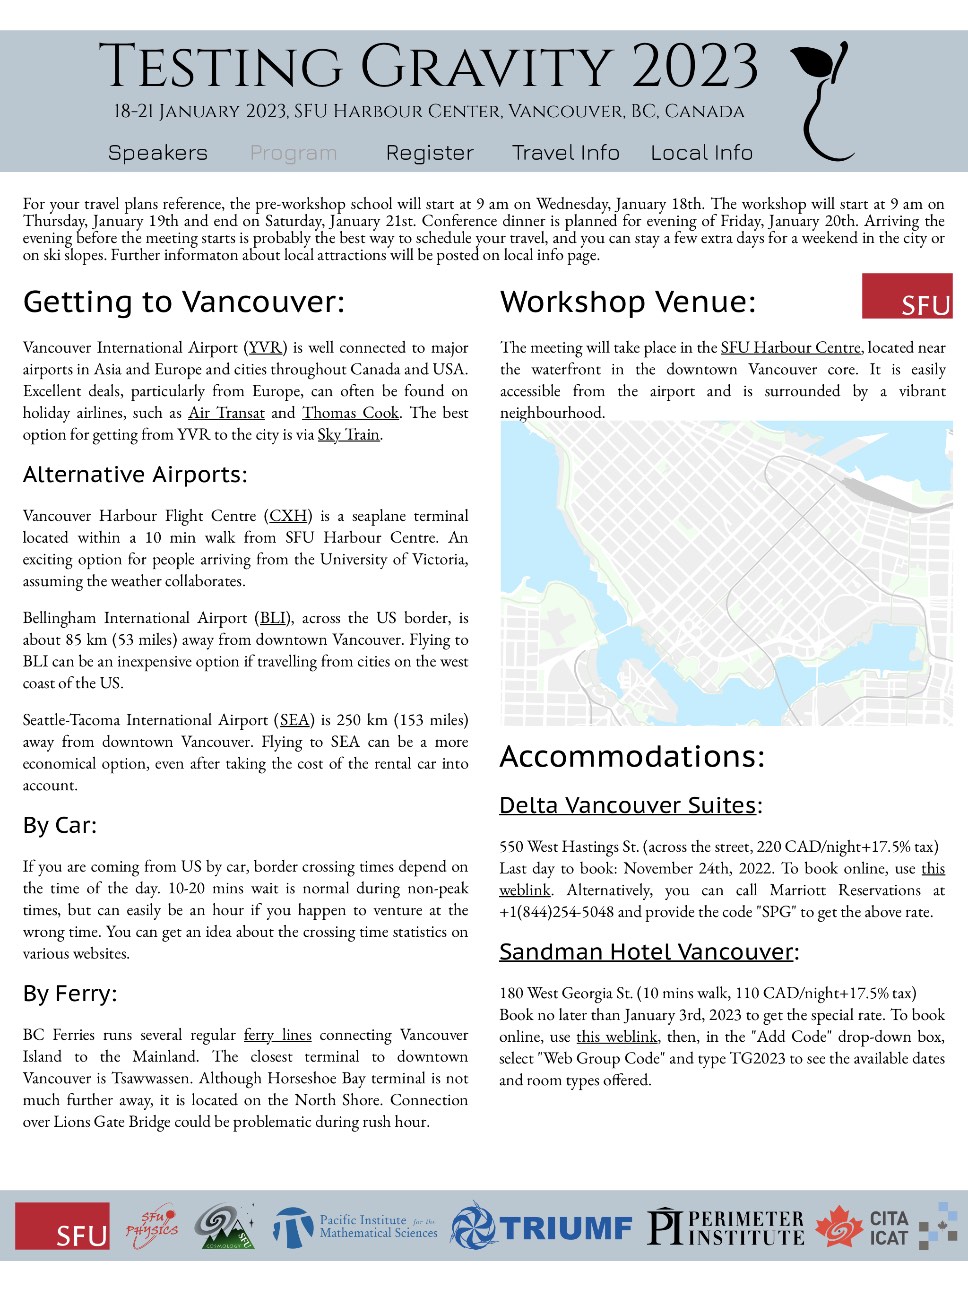 Testing Gravity 2023
18-21 January 2023, SFU Harbour Center, Vancouver, BC, Canada
Speakers Program Register Travel Info Local Info
For your travel plans reference, the pre-workshop school will start at 9 am on Wednesday, January 18th. The workshop will start at 9 am on
Thursday, January 19th and end on Saturday, January 21st. Conference dinner is planned for evening of Friday, January 20th. Arriving the
evening before the meeting starts is probably the best way to schedule your travel, and you can stay a few extra days for a weekend in the city or
on ski slopes. Further informaton about local attractions will be posted on local info page.
Getting to Vancouver:
Vancouver International Airport (YVR) is well connected to major
airports in Asia and Europe and cities throughout Canada and USA.
Excellent deals, particularly from Europe, can often be found on
holiday airlines, such as Air Transat and Thomas Cook. The best
option for getting from YVR to the city is via Sky Train.
Alternative Airports:
Vancouver Harbour Flight Centre (CXH) is a seaplane terminal
located within a 10 min walk from SFU Harbour Centre. An
exciting option for people arriving from the University of Victoria,
assuming the weather collaborates.
Bellingham International Airport (BLI), across the US border, is
about 85 km (53 miles) away from downtown Vancouver. Flying to
BLI can be an inexpensive option if travelling from cities on the west
coast of the US.
Seattle-Tacoma International Airport (SEA) is 250 km (153 miles)
away from downtown Vancouver. Flying to SEA can be a more
economical option, even after taking the cost of the rental car into
account.
By Car:
If you are coming from US by car, border crossing times depend on
the time of the day. 10-20 mins wait is normal during non-peak
times, but can easily be an hour if you happen to venture at the
wrong time. You can get an idea about the crossing time statistics on
various websites.
By Ferry:
BC Ferries runs several regular ferry lines connecting Vancouver
Island to the Mainland. The closest terminal to downtown
Vancouver is Tsawwassen. Although Horseshoe Bay terminal is not
much further away, it is located on the North Shore. Connection
over Lions Gate Bridge could be problematic during rush hour.
Workshop Venue:
SFU
The meeting will take place in the SFU Harbour Centre, located near
the waterfront in the downtown Vancouver core. It is easily
accessible from the airport and is surrounded by a vibrant
neighbourhood.
Accommodations:
Delta Vancouver Suites:
550 West Hastings St. (across the street, 220 CAD/night+17.5% tax)
Last day to book: November 24th, 2022. To book online, use this
weblink. Alternatively, you can call Marriott Reservations at
+1(844)254-5048 and provide the code "SPG" to get the above rate.
Sandman Hotel Vancouver:
180 West Georgia St. (10 mins walk, 110 CAD/night+17.5% tax)
Book no later than January 3rd, 2023 to get the special rate. To book
online, use this weblink, then, in the "Add Code" drop-down box,
select "Web Group Code" and type TG2023 to see the available dates
and room types offered.
SFU
SFU PHYSICS
COSMOLOGY SFU
Pacific Institute for the
Mathematical Sciences
TRIUMF
PI PERIMETER
INSTITUTE
CITA
ICAT